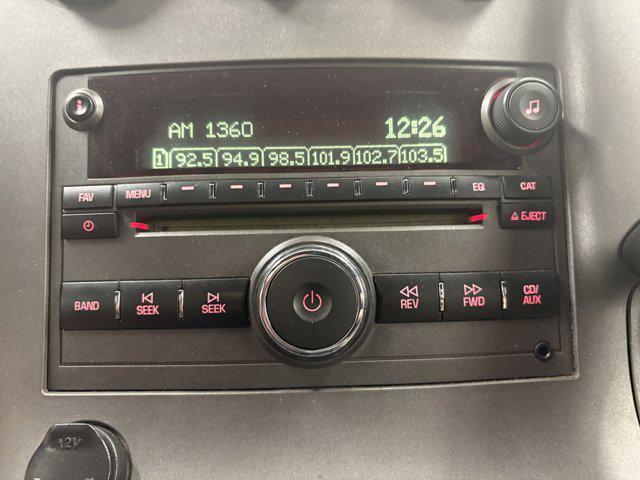 AM 1360 12:26
1 92.5 94.9 98.5 101.9 102.7 103.5
FAV MENU EQ CAT
EJECT
BAND SEEK SEEK REV FWD CD/AUX
12V